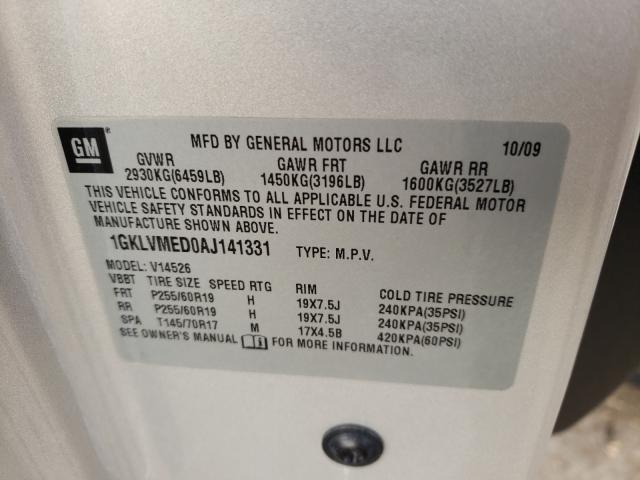 GM ®
MFD BY GENERAL MOTORS LLC 10/09
GVWR GAWR FRT GAWR RR
2930KG(6459LB) 1450KG(3196LB) 1600KG(3527LB)
THIS VEHICLE CONFORMS TO ALL APPLICABLE U.S. FEDERAL MOTOR
VEHICLE SAFETY STANDARDS IN EFFECT ON THE DATE OF
MANUFACTURE SHOWN ABOVE.
1GKLVMED0AJ141331 TYPE: M.P.V.
MODEL: V14526
VBBT TIRE SIZE SPEED RTG RIM COLD TIRE PRESSURE
FRT P255/60R19 H 19X7.5J 240KPA(35PSI)
RR P255/60R19 H 19X7.5J 240KPA(35PSI)
SPA T145/70R17 M 17X4.5B 420KPA(60PSI)
SEE OWNER'S MANUAL FOR MORE INFORMATION.